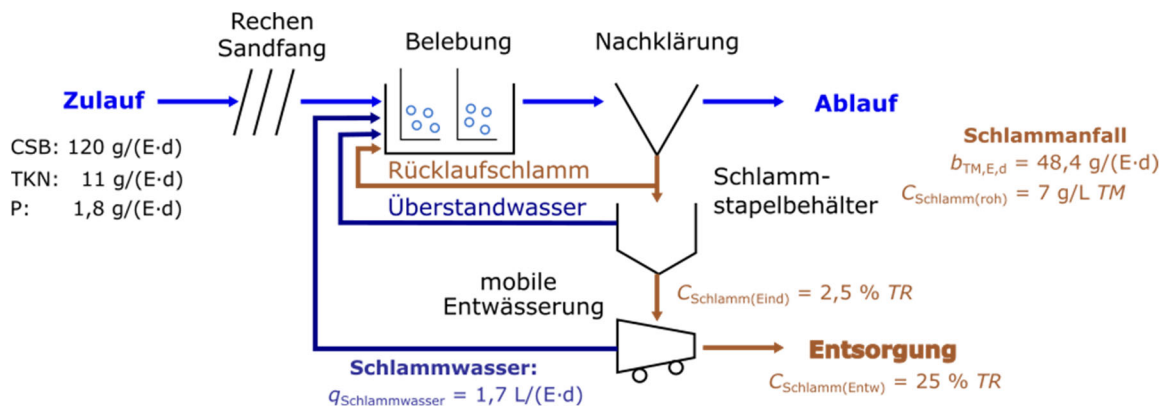 Rechen
Sandfang
Belebung
Nachklärung
Zulauf
Ablauf
CSB: 120 g/(E·d)
TKN: 11 g/(E·d)
P: 1,8 g/(E·d)
Schlammanfall
bTM,E,d = 48,4 g/(E·d)
CSchlamm(roh) = 7 g/L TM
Rücklaufschlamm
Schlamm-
stapelbehälter
Überstandwasser
mobile
Entwässerung
CSchlamm(Eind) = 2,5 % TR
Schlammwasser:
qSchlammwasser = 1,7 L/(E·d)
Entsorgung
CSchlamm(Entw) = 25 % TR